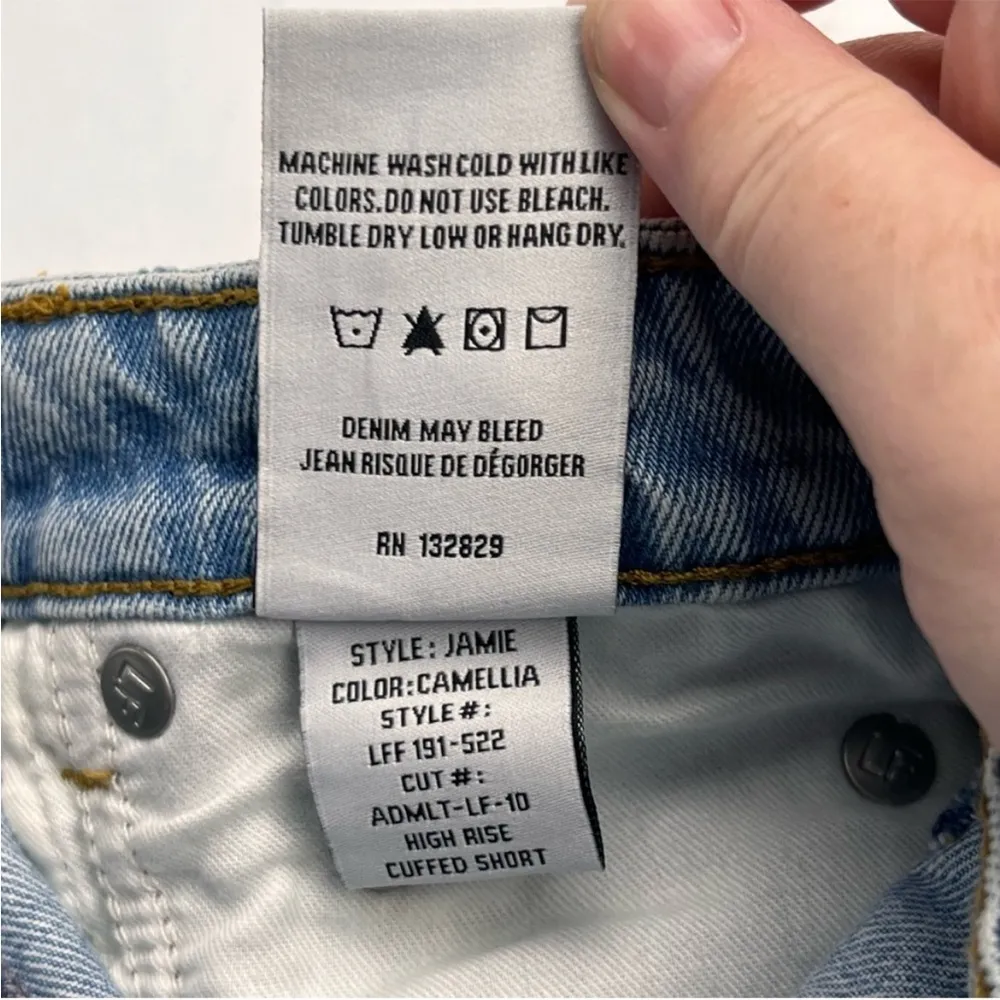 MACHINE WASH COLD WITH LIKE
COLORS. DO NOT USE BLEACH.
TUMBLE DRY LOW OR HANG DRY.
DENIM MAY BLEED
JEAN RISQUE DE DÉGORGER
RN 132829
STYLE: JAMIE
COLOR: CAMELLIA
STYLE #:
LFF 191-522
CUT #:
ADMLT-LF-10
HIGH RISE
CUFFED SHORT
LF
LF